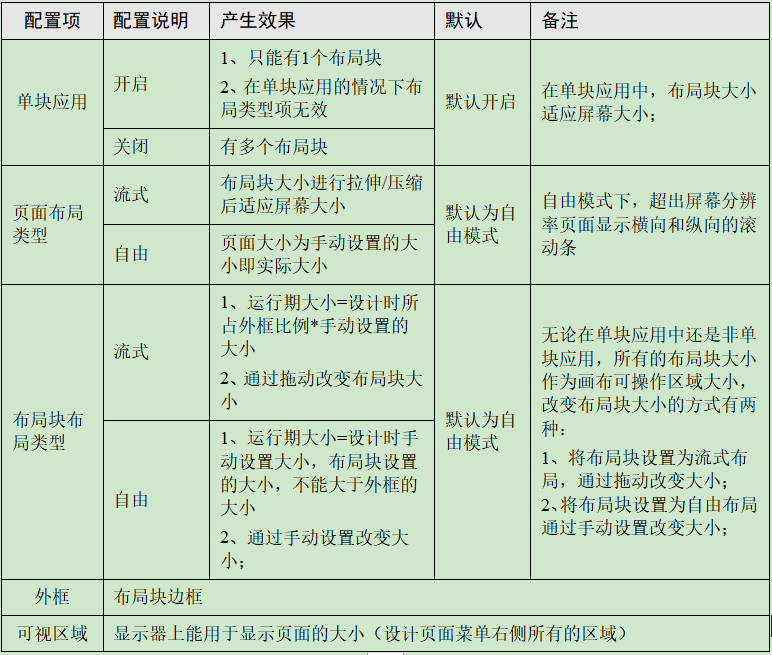 配置项 配置说明 产生效果 默认 备注
单块应用
开启
1、只能有1个布局块
2、在单块应用的情况下布
局类型项无效
关闭
有多个布局块
默认开启
在单块应用中，布局块大小
适应屏幕大小；
页面布局
类型
流式
布局块大小进行拉伸/压缩
后适应屏幕大小
自由
页面大小为手动设置的大
小即实际大小
默认为自
由模式
自由模式下，超出屏幕分辨
率页面显示横向和纵向的滚
动条
布局块布
局类型
流式
1、运行期大小=设计时所
占外框比例*手动设置的
大小
2、通过拖动改变布局块大
小
自由
1、运行期大小=设计时手
动设置大小，布局块设置
的大小，不能大于外框的
大小
2、通过手动设置改变大
小；
默认为自
由模式
无论在单块应用中还是非单
块应用，所有的布局块大小
作为画布可操作区域大小，
改变布局块大小的方式有两
种：
1、将布局块设置为流式布
局，通过拖动改变大小；
2、将布局块设置为自由布局
通过手动设置改变大小；
外框 布局块边框
可视区域 显示器上能用于显示页面的大小（设计页面菜单右侧所有的区域）